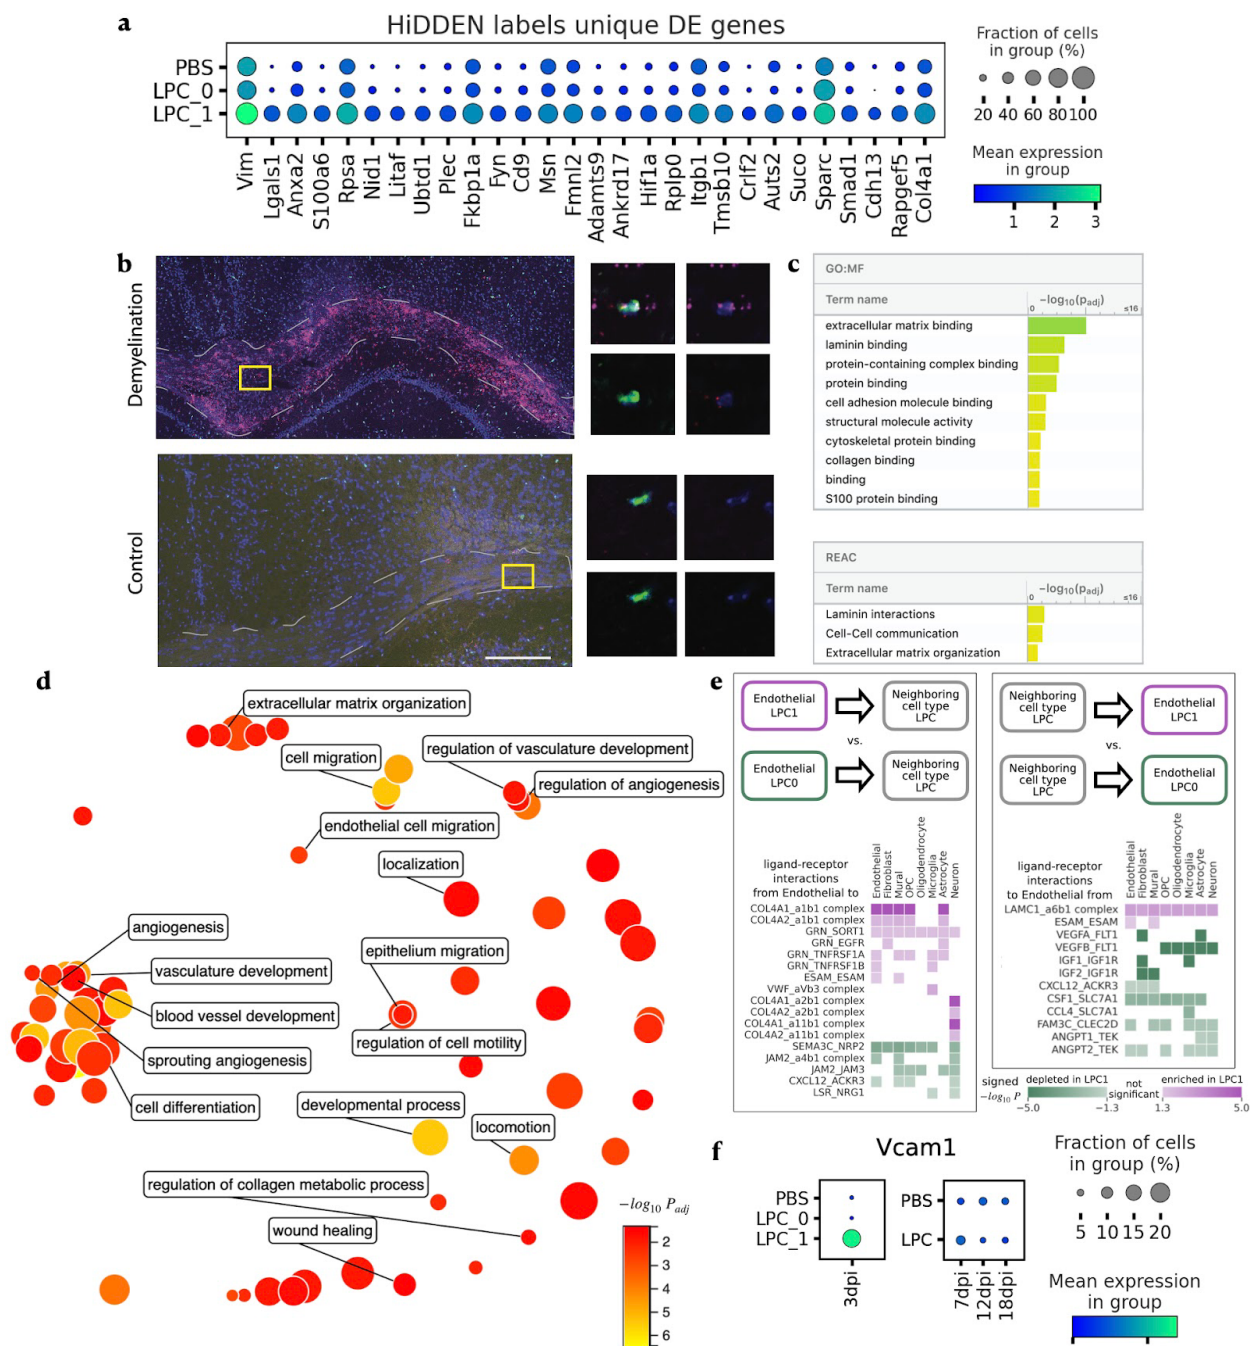 a
HiDDEN labels unique DE genes
PBS
LPC_0
LPC_1
Vim
Lgals1
Anxa2
S100a6
Rpsa
Nid1
Litaf
Ubtd1
Plec
Fkbp1a
Fyn
Cd9
Msn
Fmnl2
Adamts9
Ankrd17
Hif1a
Rplp0
Itgb1
Tmsb10
Crlf2
Auts2
Suco
Sparc
Smad1
Cdh13
Rapgef5
Col4a1
Fraction of cells
in group (%)
20 40 60 80 100
Mean expression
in group
1 2 3
b
Demyelination
Control
c
GO:MF
Term name
−log10(padj)
0 ≤16
extracellular matrix binding
laminin binding
protein-containing complex binding
protein binding
cell adhesion molecule binding
structural molecule activity
cytoskeletal protein binding
collagen binding
binding
S100 protein binding
REAC
Term name
−log10(padj)
0 ≤16
Laminin interactions
Cell-Cell communication
Extracellular matrix organization
d
extracellular matrix organization
cell migration
regulation of vasculature development
regulation of angiogenesis
endothelial cell migration
localization
angiogenesis
epithelium migration
vasculature development
blood vessel development
regulation of cell motility
sprouting angiogenesis
cell differentiation
developmental process
locomotion
regulation of collagen metabolic process
wound healing
−log10 Padj
2
3
4
5
6
e
Endothelial
LPC1
Neighboring
cell type
LPC
vs.
Endothelial
LPC0
Neighboring
cell type
LPC
ligand-receptor
interactions
from Endothelial to
Endothelial
Fibroblast
Mural
OPC
Oligodendrocyte
Microglia
Astrocyte
Neuron
COL4A1_a1b1 complex
COL4A2_a1b1 complex
GRN_SORT1
GRN_EGFR
GRN_TNFRSF1A
GRN_TNFRSF1B
ESAM_ESAM
VWF_aVb3 complex
COL4A1_a2b1 complex
COL4A2_a2b1 complex
COL4A1_a11b1 complex
COL4A2_a11b1 complex
SEMA3C_NRP2
JAM2_a4b1 complex
JAM2_JAM3
CXCL12_ACKR3
LSR_NRG1
Neighboring
cell type
LPC
Endothelial
LPC1
vs.
Neighboring
cell type
LPC
Endothelial
LPC0
ligand-receptor
interactions
to Endothelial from
Endothelial
Fibroblast
Mural
OPC
Oligodendrocyte
Microglia
Astrocyte
Neuron
LAMC1_a6b1 complex
ESAM_ESAM
VEGFA_FLT1
VEGFB_FLT1
IGF1_IGF1R
IGF2_IGF1R
CXCL12_ACKR3
CSF1_SLC7A1
CCL4_SLC7A1
FAM3C_CLEC2D
ANGPT1_TEK
ANGPT2_TEK
signed
−log10 P
depleted in LPC1
−5.0 −1.3
not
significant
enriched in LPC1
1.3 5.0
f
Vcam1
PBS
LPC_0
LPC_1
3dpi
PBS
LPC
7dpi
12dpi
18dpi
Fraction of cells
in group (%)
5 10 15 20
Mean expression
in group